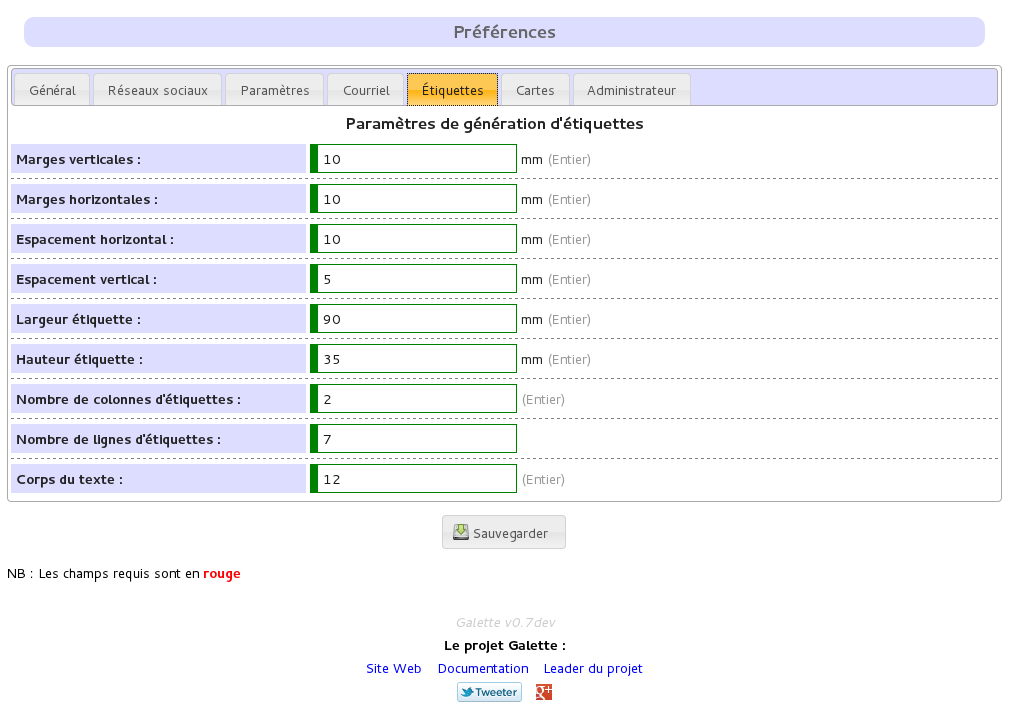 Préférences
Général Réseaux sociaux Paramètres Courriel Étiquettes Cartes Administrateur
Paramètres de génération d'étiquettes
Marges verticales : 10 mm (Entier)
Marges horizontales : 10 mm (Entier)
Espacement horizontal : 10 mm (Entier)
Espacement vertical : 5 mm (Entier)
Largeur étiquette : 90 mm (Entier)
Hauteur étiquette : 35 mm (Entier)
Nombre de colonnes d'étiquettes : 2 (Entier)
Nombre de lignes d'étiquettes : 7
Corps du texte : 12 (Entier)
Sauvegarder
NB : Les champs requis sont en rouge
Galette v0.7dev
Le projet Galette :
Site Web Documentation Leader du projet
Tweeter g+